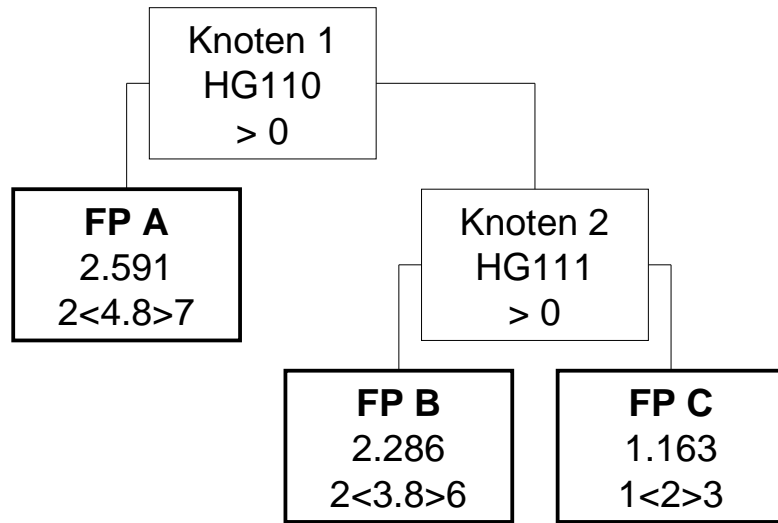 Knoten 1
HG110
> 0
FP A
2.591
2<4.8>7
Knoten 2
HG111
> 0
FP B
2.286
2<3.8>6
FP C
1.163
1<2>3